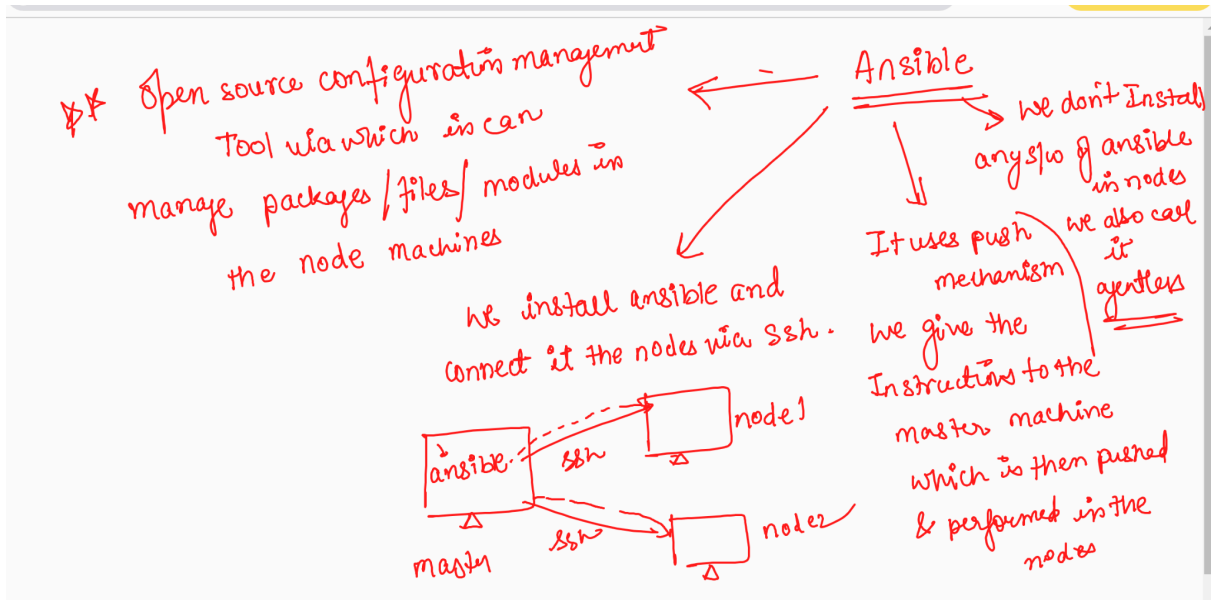 Ansible
** Open source configuration management
Tool via which in can
manage packages/files/modules in
the node machines
we install ansible and
connect it the nodes via ssh.
It uses push
mechanism
we give the
Instructions to the
master machine
which is then pushed
& performed in the
nodes
we don't Install
any s/w of ansible
in nodes
we also call
it
agentless
ansible
ssh
node1
ssh
node2
master